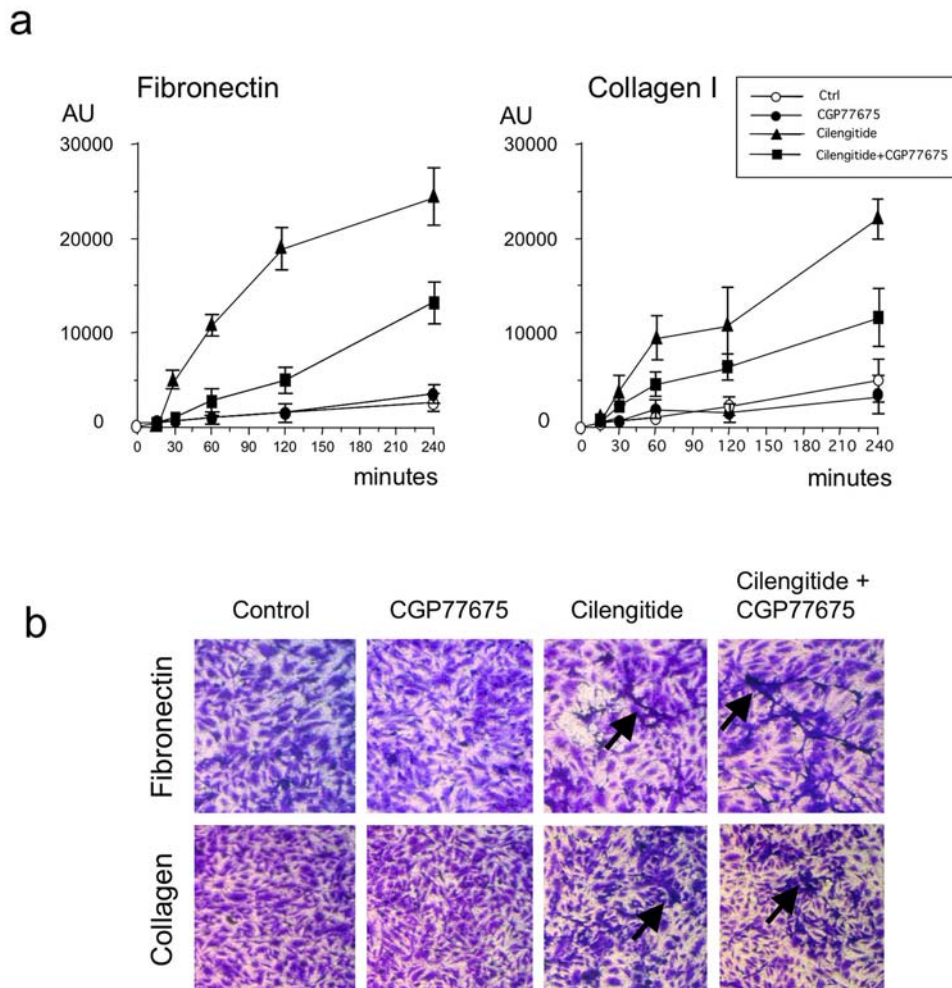 a
Fibronectin
Collagen I
Ctrl
CGP77675
Cilengitide
Cilengitide+CGP77675
AU
30000
20000
10000
0
0 30 60 90 120 150 180 210 240
minutes
AU
30000
20000
10000
0
0 30 60 90 120 150 180 210 240
minutes
b
Control
CGP77675
Cilengitide
Cilengitide +
CGP77675
Fibronectin
Collagen